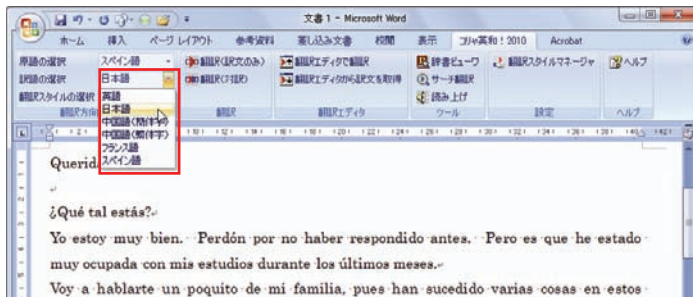 文書 1 - Microsoft Word
ホーム 挿入 ページ レイアウト 参考資料 差し込み文書 校閲 表示 コリャ英和！2010 Acrobat
原語の選択 スペイン語 翻訳(訳文のみ) 翻訳エディタで翻訳 辞書ビューワ 翻訳スタイルマネージャ ヘルプ
訳語の選択 日本語 翻訳エディタから訳文を取得 サーチ翻訳
翻訳スタイルの選択 読み上げ
英語
日本語
中国語(簡体字)
中国語(繁体字)
フランス語
スペイン語
翻訳方向 翻訳 翻訳エディタ ツール 設定 ヘルプ
Querid
¿Qué tal estás?
Yo estoy muy bien. Perdón por no haber respondido antes. Pero es que he estado
muy ocupada con mis estudios durante los últimos meses.
Voy a hablarte un poquito de mi familia, pues han sucedido varias cosas en estos